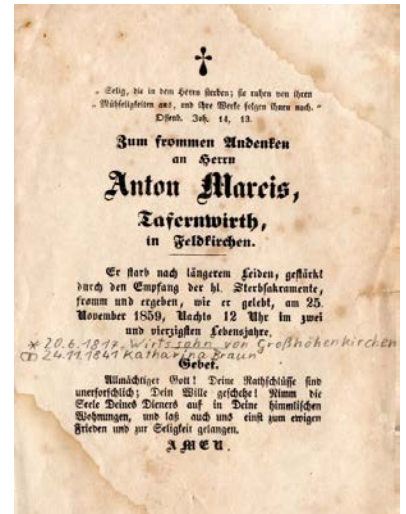 „Selig, die in dem Herrn sterben; sie ruhen von ihren
Mühseligkeiten aus, und ihre Werke folgen ihnen nach.“
Offenb. Joh. 14, 13.
Zum frommen Andenken
an Herrn
Anton Mareis,
Tafernwirth,
in Feldkirchen.
Er starb nach längerem Leiden, gestärkt
durch den Empfang der hl. Sterbsakramente,
fromm und ergeben, wie er gelebt, am 25.
November 1859, Nachts 12 Uhr im zwei
und vierzigsten Lebensjahre.
* 20.6.1817, Wirtssohn von Großhöhenkirchen
⚭ 24.11.1841 Katharina Braun
Gebet.
Allmächtiger Gott! Deine Rathschlüsse sind
unerforschlich; Dein Wille geschehe! Nimm die
Seele Deines Dieners auf in Deine himmlischen
Wohnungen, und laß auch uns einst zum ewigen
Frieden und zur Seligkeit gelangen.
AMEN.